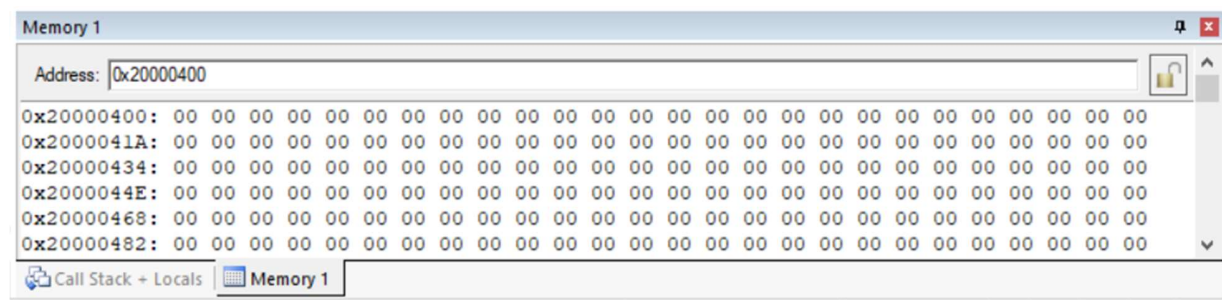 Memory 1
Address: 0x20000400
0x20000400: 00 00 00 00 00 00 00 00 00 00 00 00 00 00 00 00 00 00 00 00 00 00 00 00 00 00
0x2000041A: 00 00 00 00 00 00 00 00 00 00 00 00 00 00 00 00 00 00 00 00 00 00 00 00 00 00
0x20000434: 00 00 00 00 00 00 00 00 00 00 00 00 00 00 00 00 00 00 00 00 00 00 00 00 00 00
0x2000044E: 00 00 00 00 00 00 00 00 00 00 00 00 00 00 00 00 00 00 00 00 00 00 00 00 00 00
0x20000468: 00 00 00 00 00 00 00 00 00 00 00 00 00 00 00 00 00 00 00 00 00 00 00 00 00 00
0x20000482: 00 00 00 00 00 00 00 00 00 00 00 00 00 00 00 00 00 00 00 00 00 00 00 00 00 00
Call Stack + Locals Memory 1